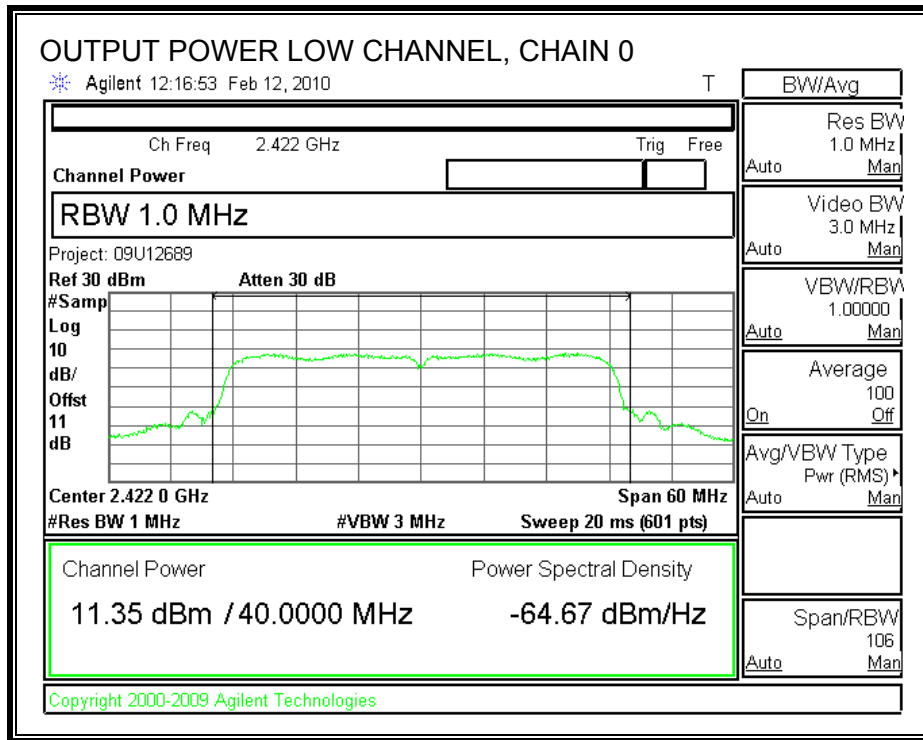 OUTPUT POWER LOW CHANNEL, CHAIN 0
Agilent 12:16:53 Feb 12, 2010 T
Ch Freq 2.422 GHz Trig Free
Channel Power
RBW 1.0 MHz
Project: 09U12689
Ref 30 dBm Atten 30 dB
#Samp
Log
10
dB/
Offst
11
dB
Center 2.422 0 GHz Span 60 MHz
#Res BW 1 MHz #VBW 3 MHz Sweep 20 ms (601 pts)
Channel Power Power Spectral Density
11.35 dBm / 40.0000 MHz -64.67 dBm/Hz
Copyright 2000-2009 Agilent Technologies
BW/Avg
Res BW
1.0 MHz
Auto Man
Video BW
3.0 MHz
Auto Man
VBW/RBW
1.00000
Auto Man
Average
100
On Off
Avg/VBW Type
Pwr (RMS)
Auto Man
Span/RBW
106
Auto Man